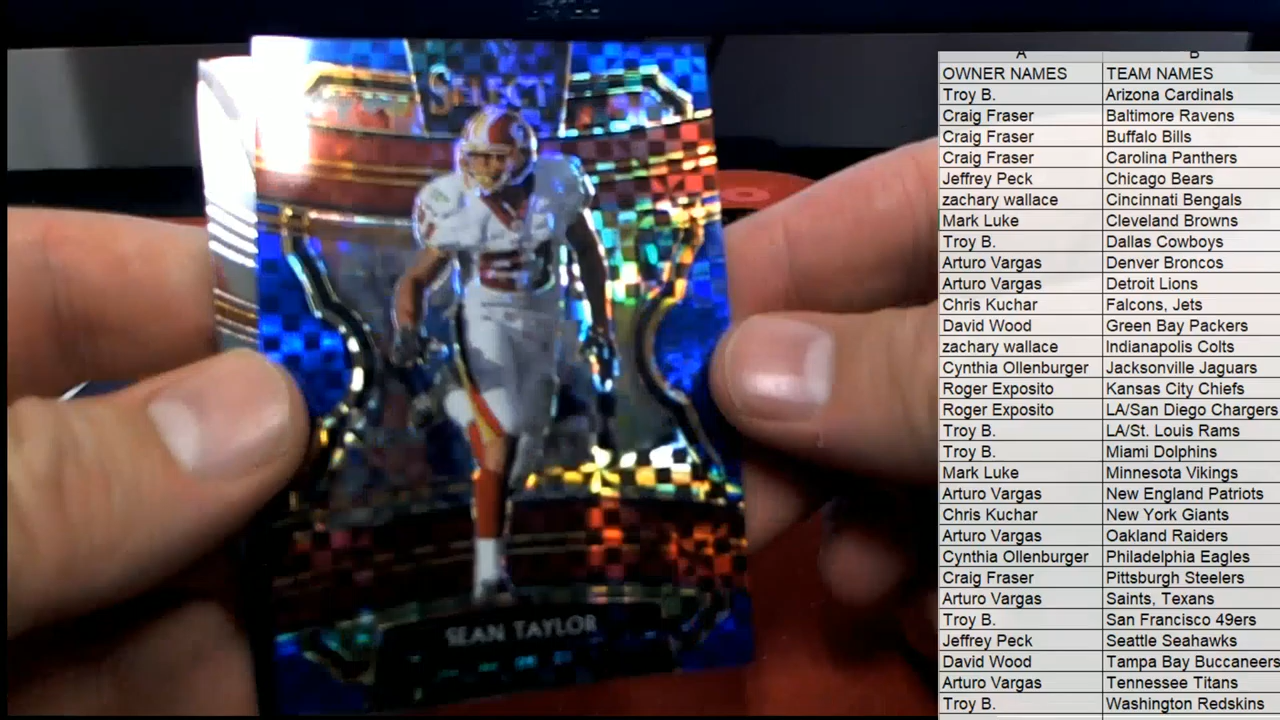 SELECT
SEAN TAYLOR
A B
OWNER NAMES TEAM NAMES
Troy B. Arizona Cardinals
Craig Fraser Baltimore Ravens
Craig Fraser Buffalo Bills
Craig Fraser Carolina Panthers
Jeffrey Peck Chicago Bears
zachary wallace Cincinnati Bengals
Mark Luke Cleveland Browns
Troy B. Dallas Cowboys
Arturo Vargas Denver Broncos
Arturo Vargas Detroit Lions
Chris Kuchar Falcons, Jets
David Wood Green Bay Packers
zachary wallace Indianapolis Colts
Cynthia Ollenburger Jacksonville Jaguars
Roger Exposito Kansas City Chiefs
Roger Exposito LA/San Diego Chargers
Troy B. LA/St. Louis Rams
Troy B. Miami Dolphins
Mark Luke Minnesota Vikings
Arturo Vargas New England Patriots
Chris Kuchar New York Giants
Arturo Vargas Oakland Raiders
Cynthia Ollenburger Philadelphia Eagles
Craig Fraser Pittsburgh Steelers
Arturo Vargas Saints, Texans
Troy B. San Francisco 49ers
Jeffrey Peck Seattle Seahawks
David Wood Tampa Bay Buccaneers
Arturo Vargas Tennessee Titans
Troy B. Washington Redskins